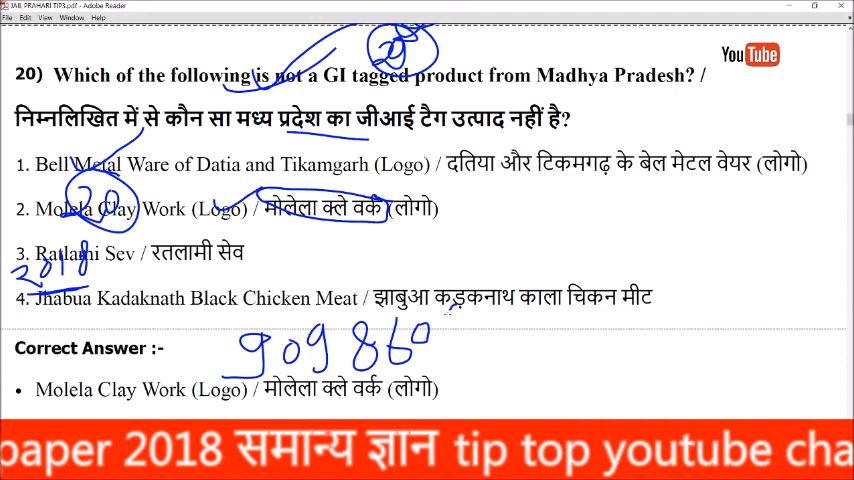 JAIL PRAHARI TIP3.pdf - Adobe Reader
File Edit View Window Help
YouTube
20) Which of the following is not a GI tagged product from Madhya Pradesh? /
निम्नलिखित में से कौन सा मध्य प्रदेश का जीआई टैग उत्पाद नहीं है?
1. Bell Metal Ware of Datia and Tikamgarh (Logo) / दतिया और टिकमगढ़ के बेल मेटल वेयर (लोगो)
20
2. Molela Clay Work (Logo) / मोलेला क्ले वर्क (लोगो)
3. Ratlami Sev / रतलामी सेव
2018
4. Jhabua Kadaknath Black Chicken Meat / झाबुआ कड़कनाथ काला चिकन मीट
909860
Correct Answer :-
• Molela Clay Work (Logo) / मोलेला क्ले वर्क (लोगो)
paper 2018 समान्य ज्ञान tip top youtube cha